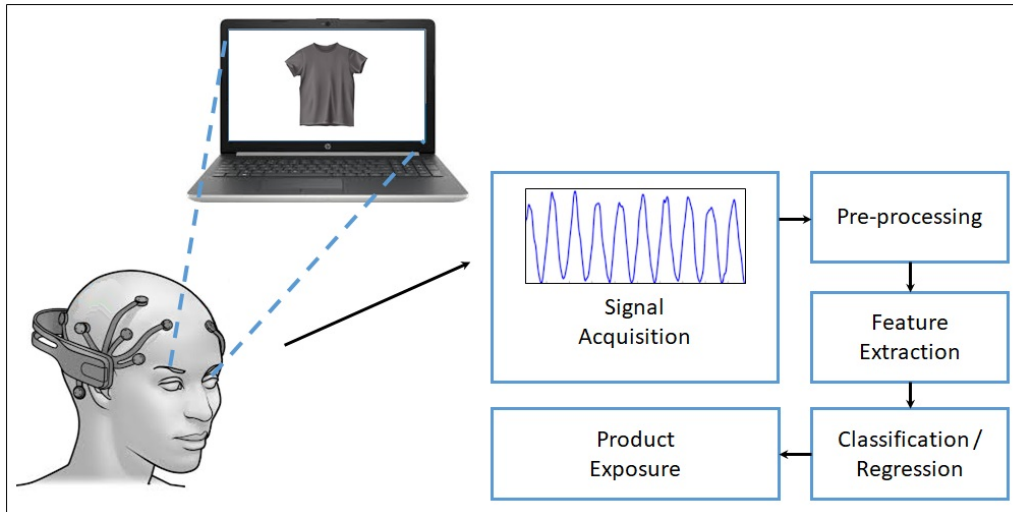 Signal
Acquisition
Pre-processing
Feature
Extraction
Classification /
Regression
Product
Exposure